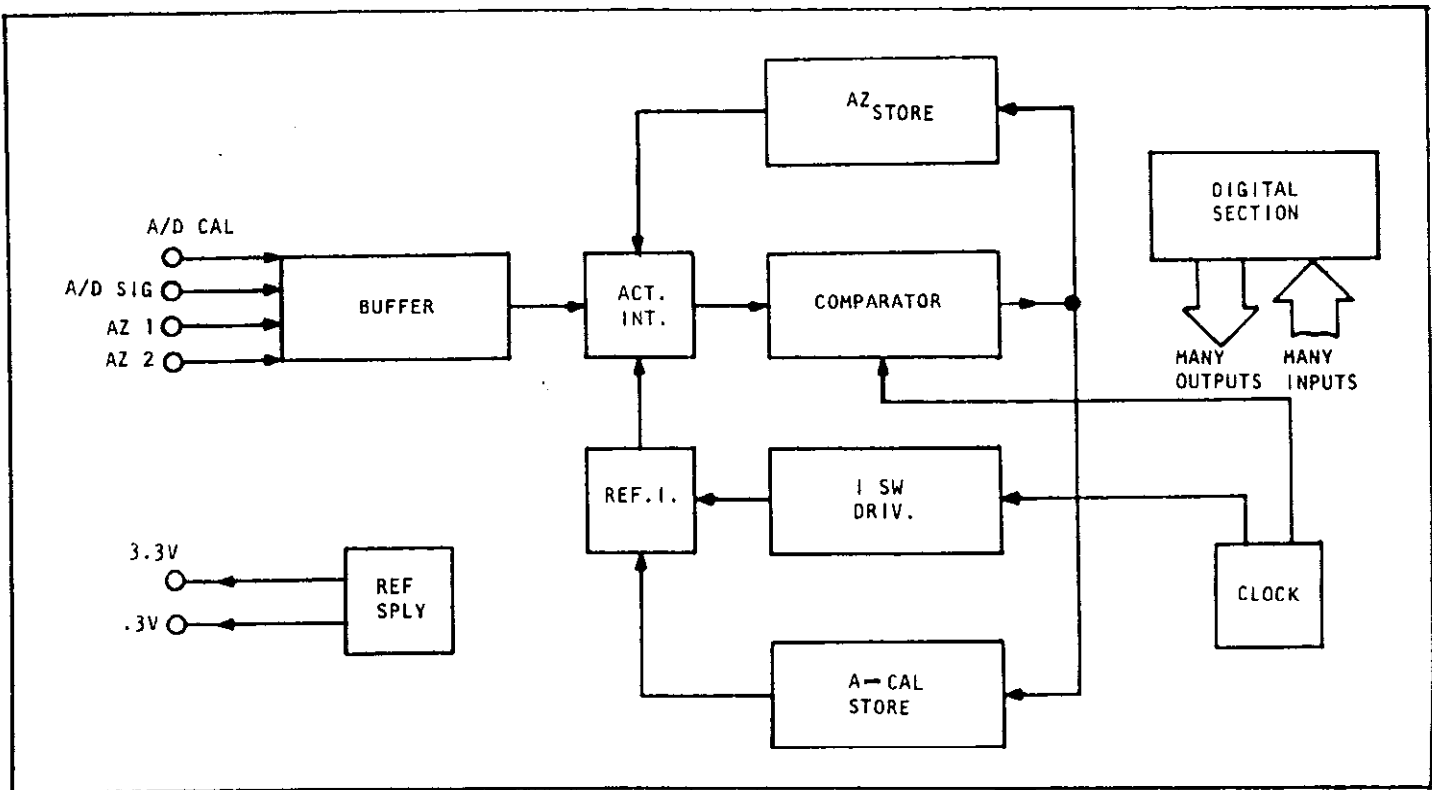 AZ STORE
DIGITAL
SECTION
A/D CAL
A/D SIG
AZ 1
AZ 2
BUFFER
ACT.
INT.
COMPARATOR
MANY
OUTPUTS
MANY
INPUTS
REF.I.
I SW
DRIV.
3.3V
.3V
REF
SPLY
CLOCK
A—CAL
STORE